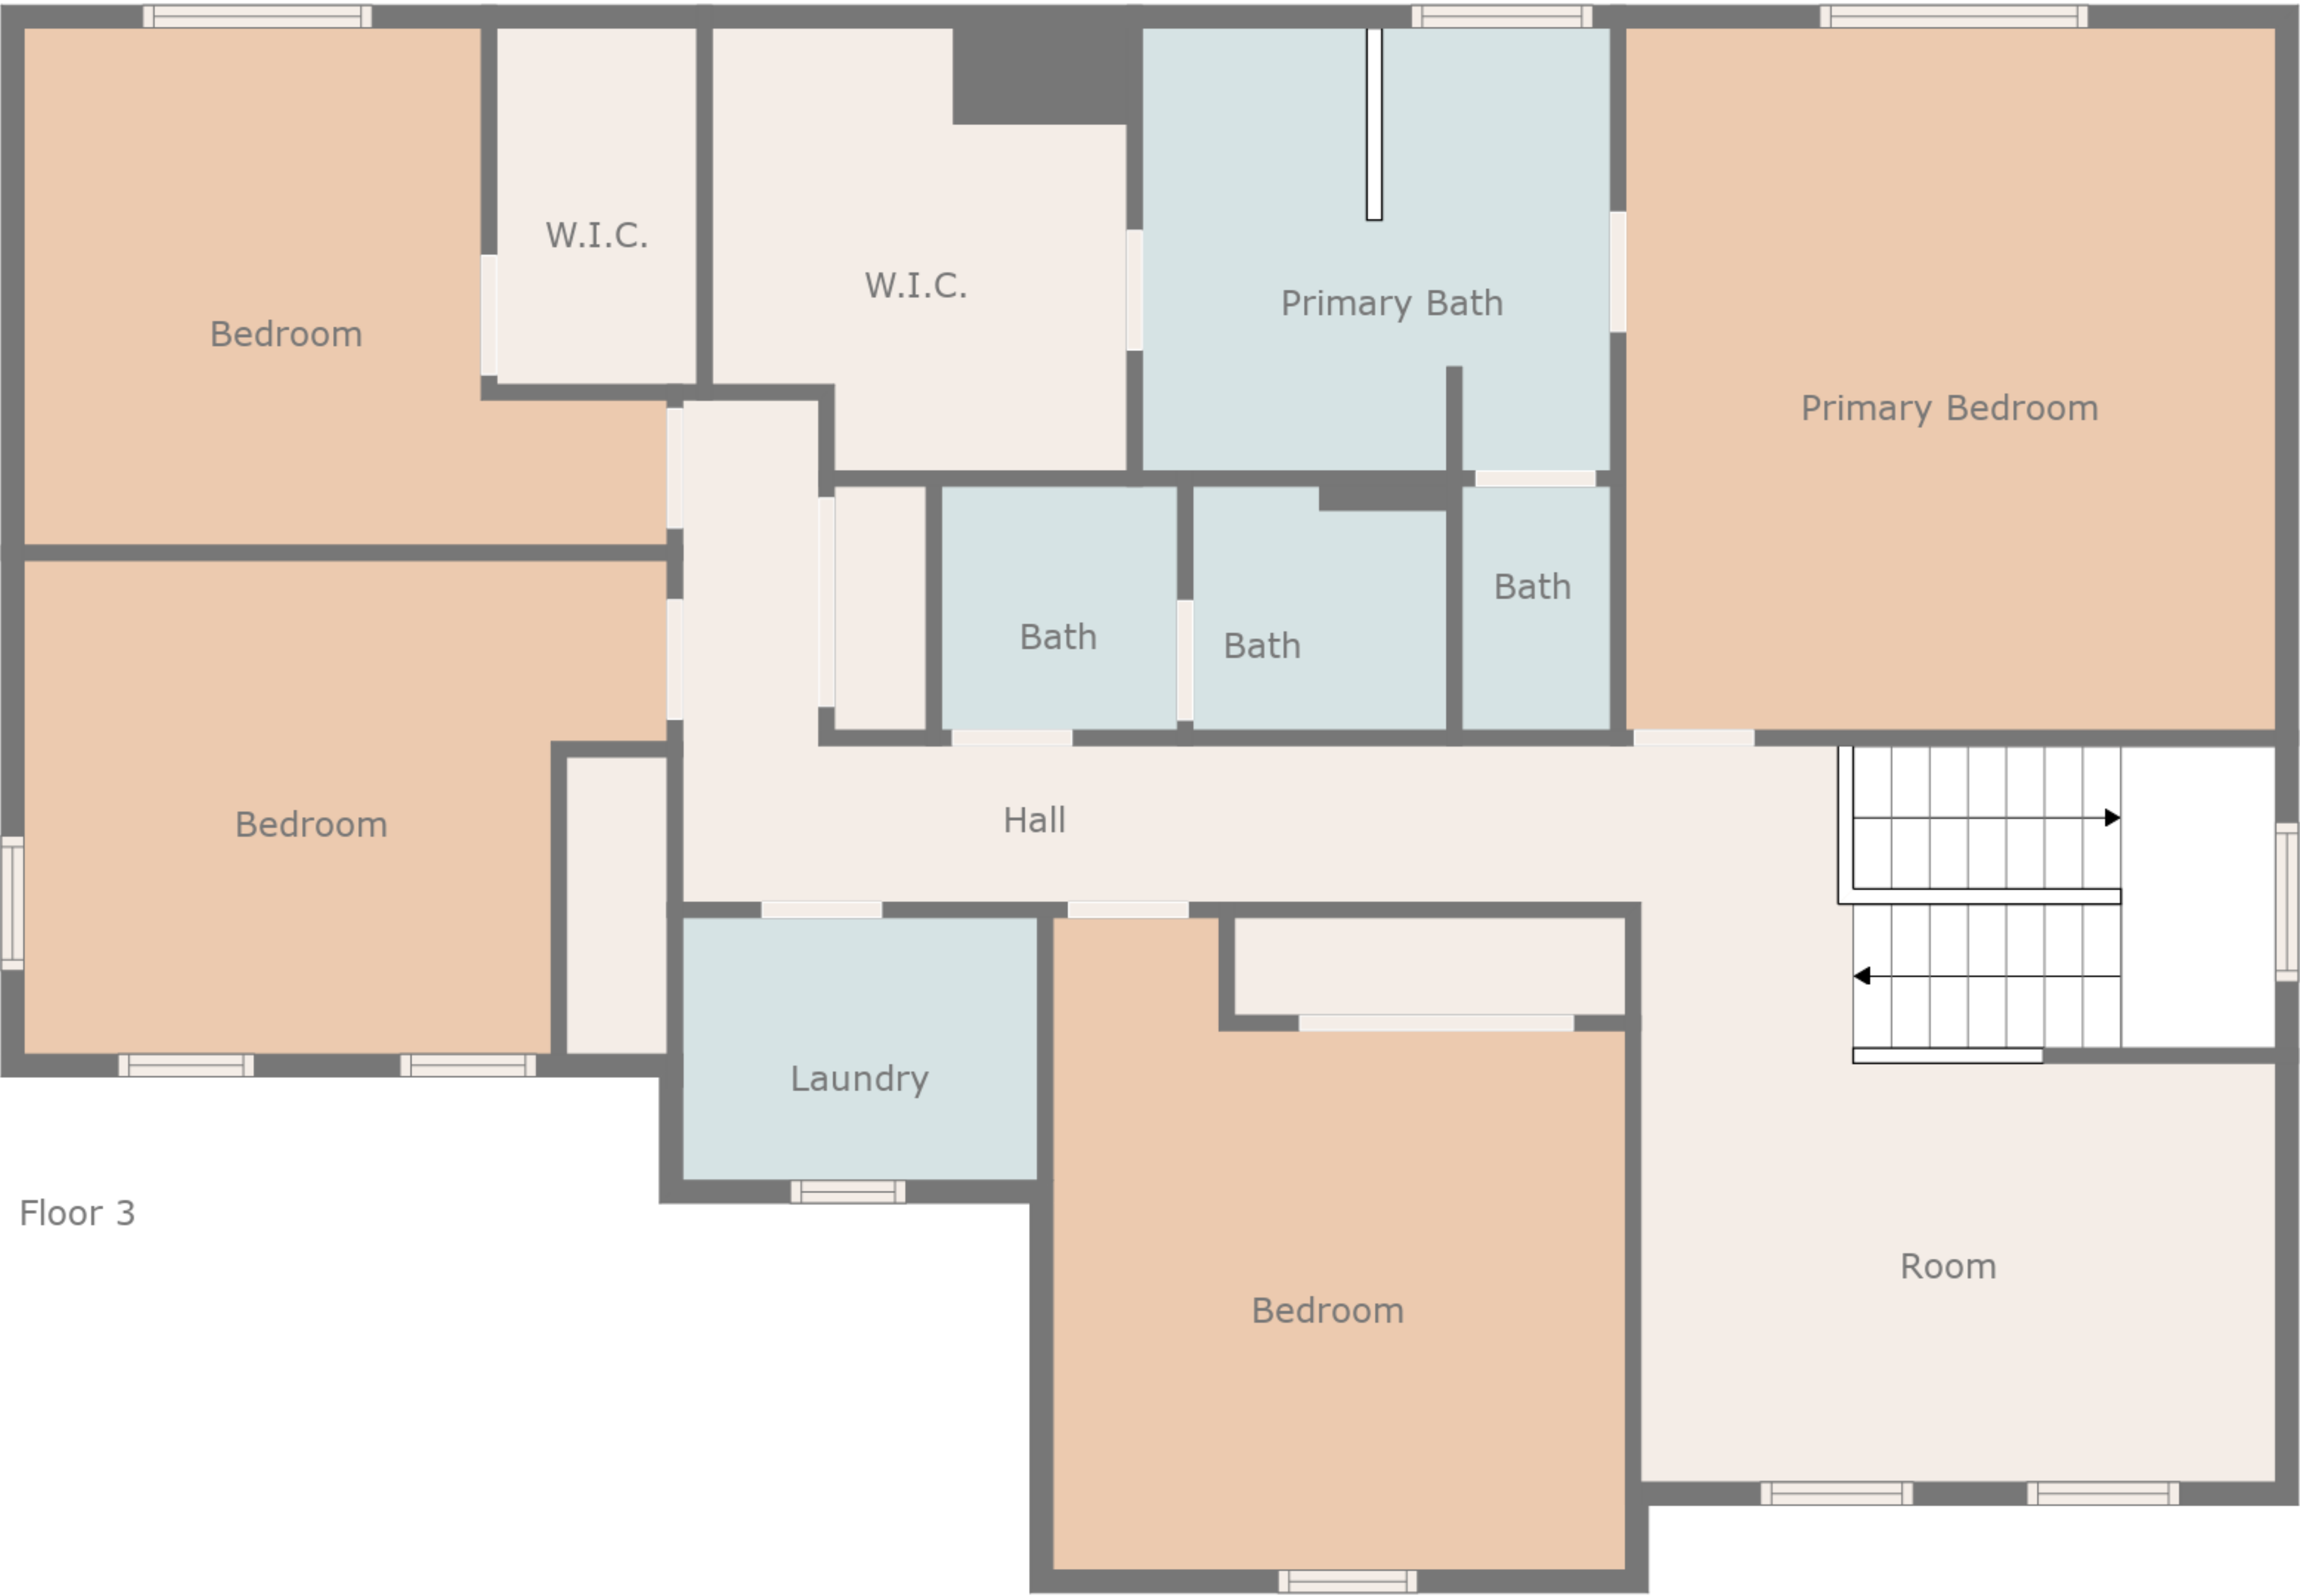 W.I.C.
W.I.C.
Primary Bath
Bedroom
Primary Bedroom
Bath
Bath
Bath
Bedroom
Hall
Laundry
Floor 3
Room
Bedroom